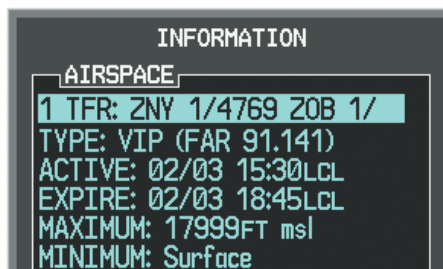 INFORMATION
AIRSPACE
1 TFR: ZNY 1/4769 ZOB 1/
TYPE: VIP (FAR 91.141)
ACTIVE: 02/03 15:30LCL
EXPIRE: 02/03 18:45LCL
MAXIMUM: 17999FT msl
MINIMUM: Surface